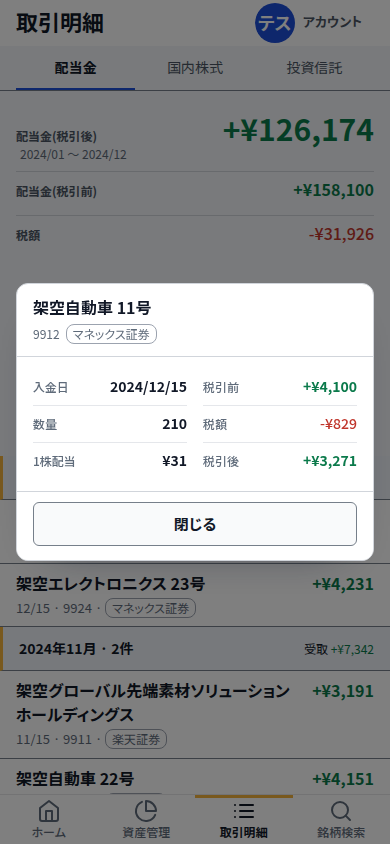 取引明細
テス アカウント
配当金 国内株式 投資信託
配当金(税引後) +¥126,174
2024/01 〜 2024/12
配当金(税引前) +¥158,100
税額 -¥31,926
架空自動車 11号
9912 マネックス証券
入金日 2024/12/15 税引前 +¥4,100
数量 210 税額 -¥829
1株配当 ¥31 税引後 +¥3,271
閉じる
架空エレクトロニクス 23号 +¥4,231
12/15 · 9924 · マネックス証券
2024年11月 · 2件 受取 +¥7,342
架空グローバル先端素材ソリューション +¥3,191
ホールディングス
11/15 · 9911 · 楽天証券
架空自動車 22号 +¥4,151
ホーム 資産管理 取引明細 銘柄検索